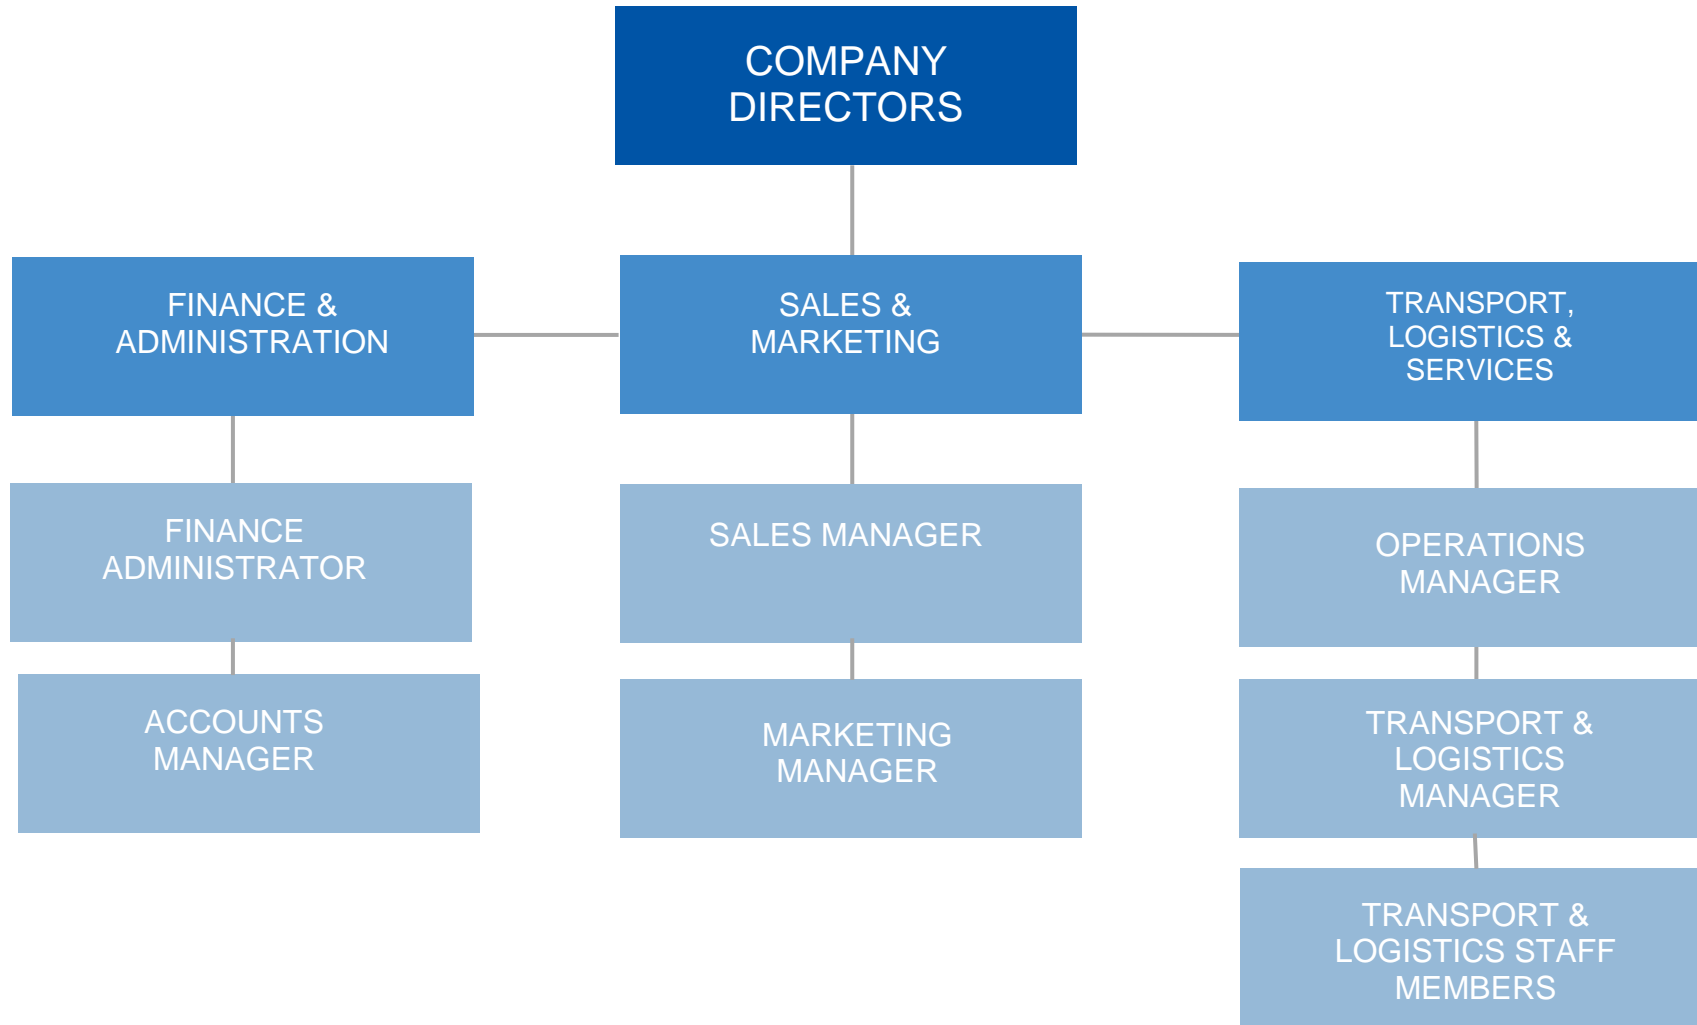 COMPANY
DIRECTORS
FINANCE &
ADMINISTRATION
SALES &
MARKETING
TRANSPORT,
LOGISTICS &
SERVICES
FINANCE
ADMINISTRATOR
SALES MANAGER
OPERATIONS
MANAGER
ACCOUNTS
MANAGER
MARKETING
MANAGER
TRANSPORT &
LOGISTICS
MANAGER
TRANSPORT &
LOGISTICS STAFF
MEMBERS